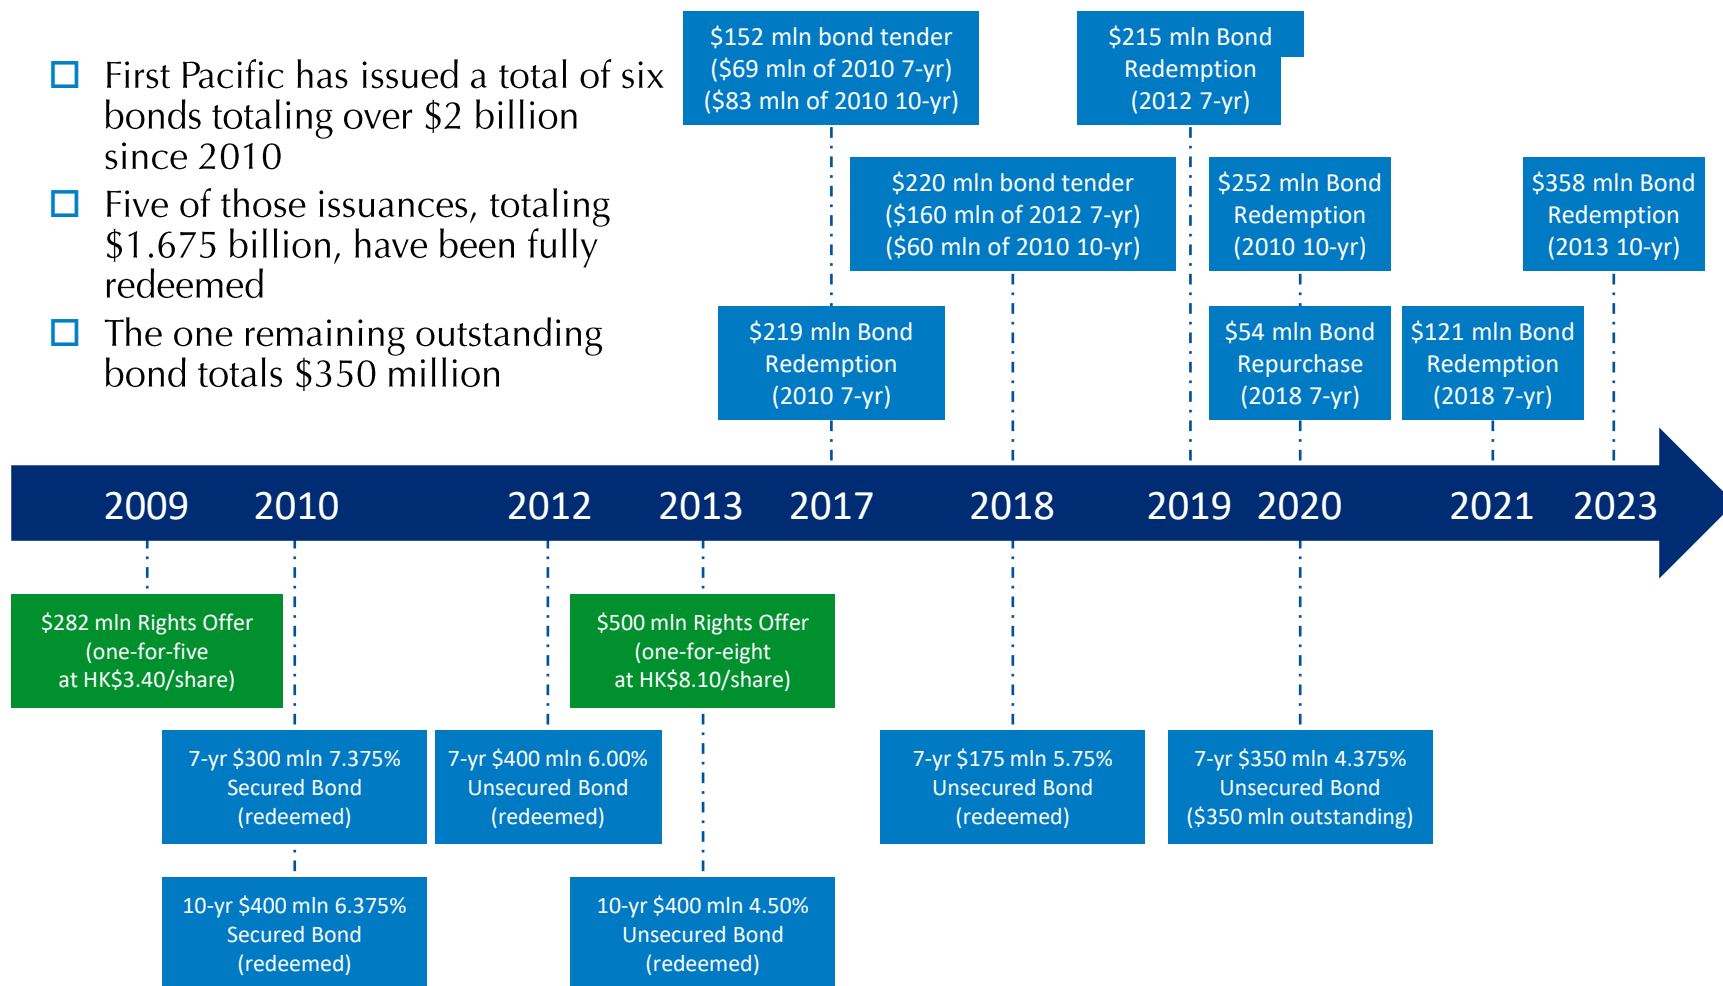 First Pacific has issued a total of six
bonds totaling over $2 billion
since 2010
Five of those issuances, totaling
$1.675 billion, have been fully
redeemed
The one remaining outstanding
bond totals $350 million
$152 mln bond tender
($69 mln of 2010 7-yr)
($83 mln of 2010 10-yr)
$215 mln Bond
Redemption
(2012 7-yr)
$220 mln bond tender
($160 mln of 2012 7-yr)
($60 mln of 2010 10-yr)
$252 mln Bond
Redemption
(2010 10-yr)
$358 mln Bond
Redemption
(2013 10-yr)
$219 mln Bond
Redemption
(2010 7-yr)
$54 mln Bond
Repurchase
(2018 7-yr)
$121 mln Bond
Redemption
(2018 7-yr)
2009 2010 2012 2013 2017 2018 2019 2020 2021 2023
$282 mln Rights Offer
(one-for-five
at HK$3.40/share)
$500 mln Rights Offer
(one-for-eight
at HK$8.10/share)
7-yr $300 mln 7.375%
Secured Bond
(redeemed)
7-yr $400 mln 6.00%
Unsecured Bond
(redeemed)
7-yr $175 mln 5.75%
Unsecured Bond
(redeemed)
7-yr $350 mln 4.375%
Unsecured Bond
($350 mln outstanding)
10-yr $400 mln 6.375%
Secured Bond
(redeemed)
10-yr $400 mln 4.50%
Unsecured Bond
(redeemed)